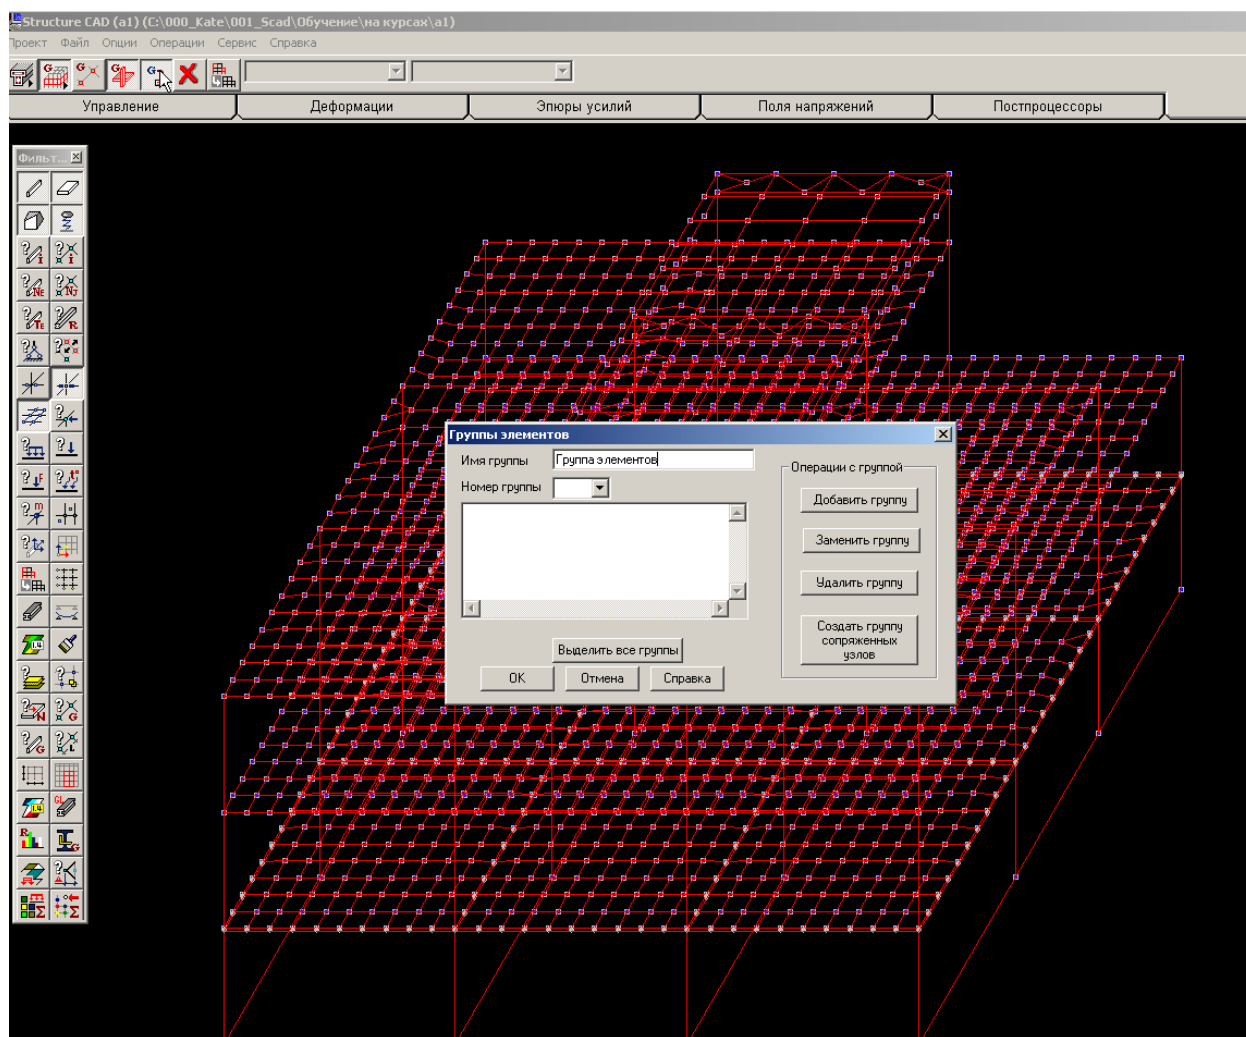 Structure CAD (a1) (C:\000_Kate\001_Scad\Обучение\на курсах\a1)
Проект Файл Опции Операции Сервис Справка
Управление Деформации Эпюры усилий Поля напряжений Постпроцессоры
Фильт...
Группы элементов
Имя группы Группа элементов
Номер группы
Операции с группой
Добавить группу
Заменить группу
Удалить группу
Создать группу
сопряженных
узлов
Выделить все группы
OK Отмена Справка